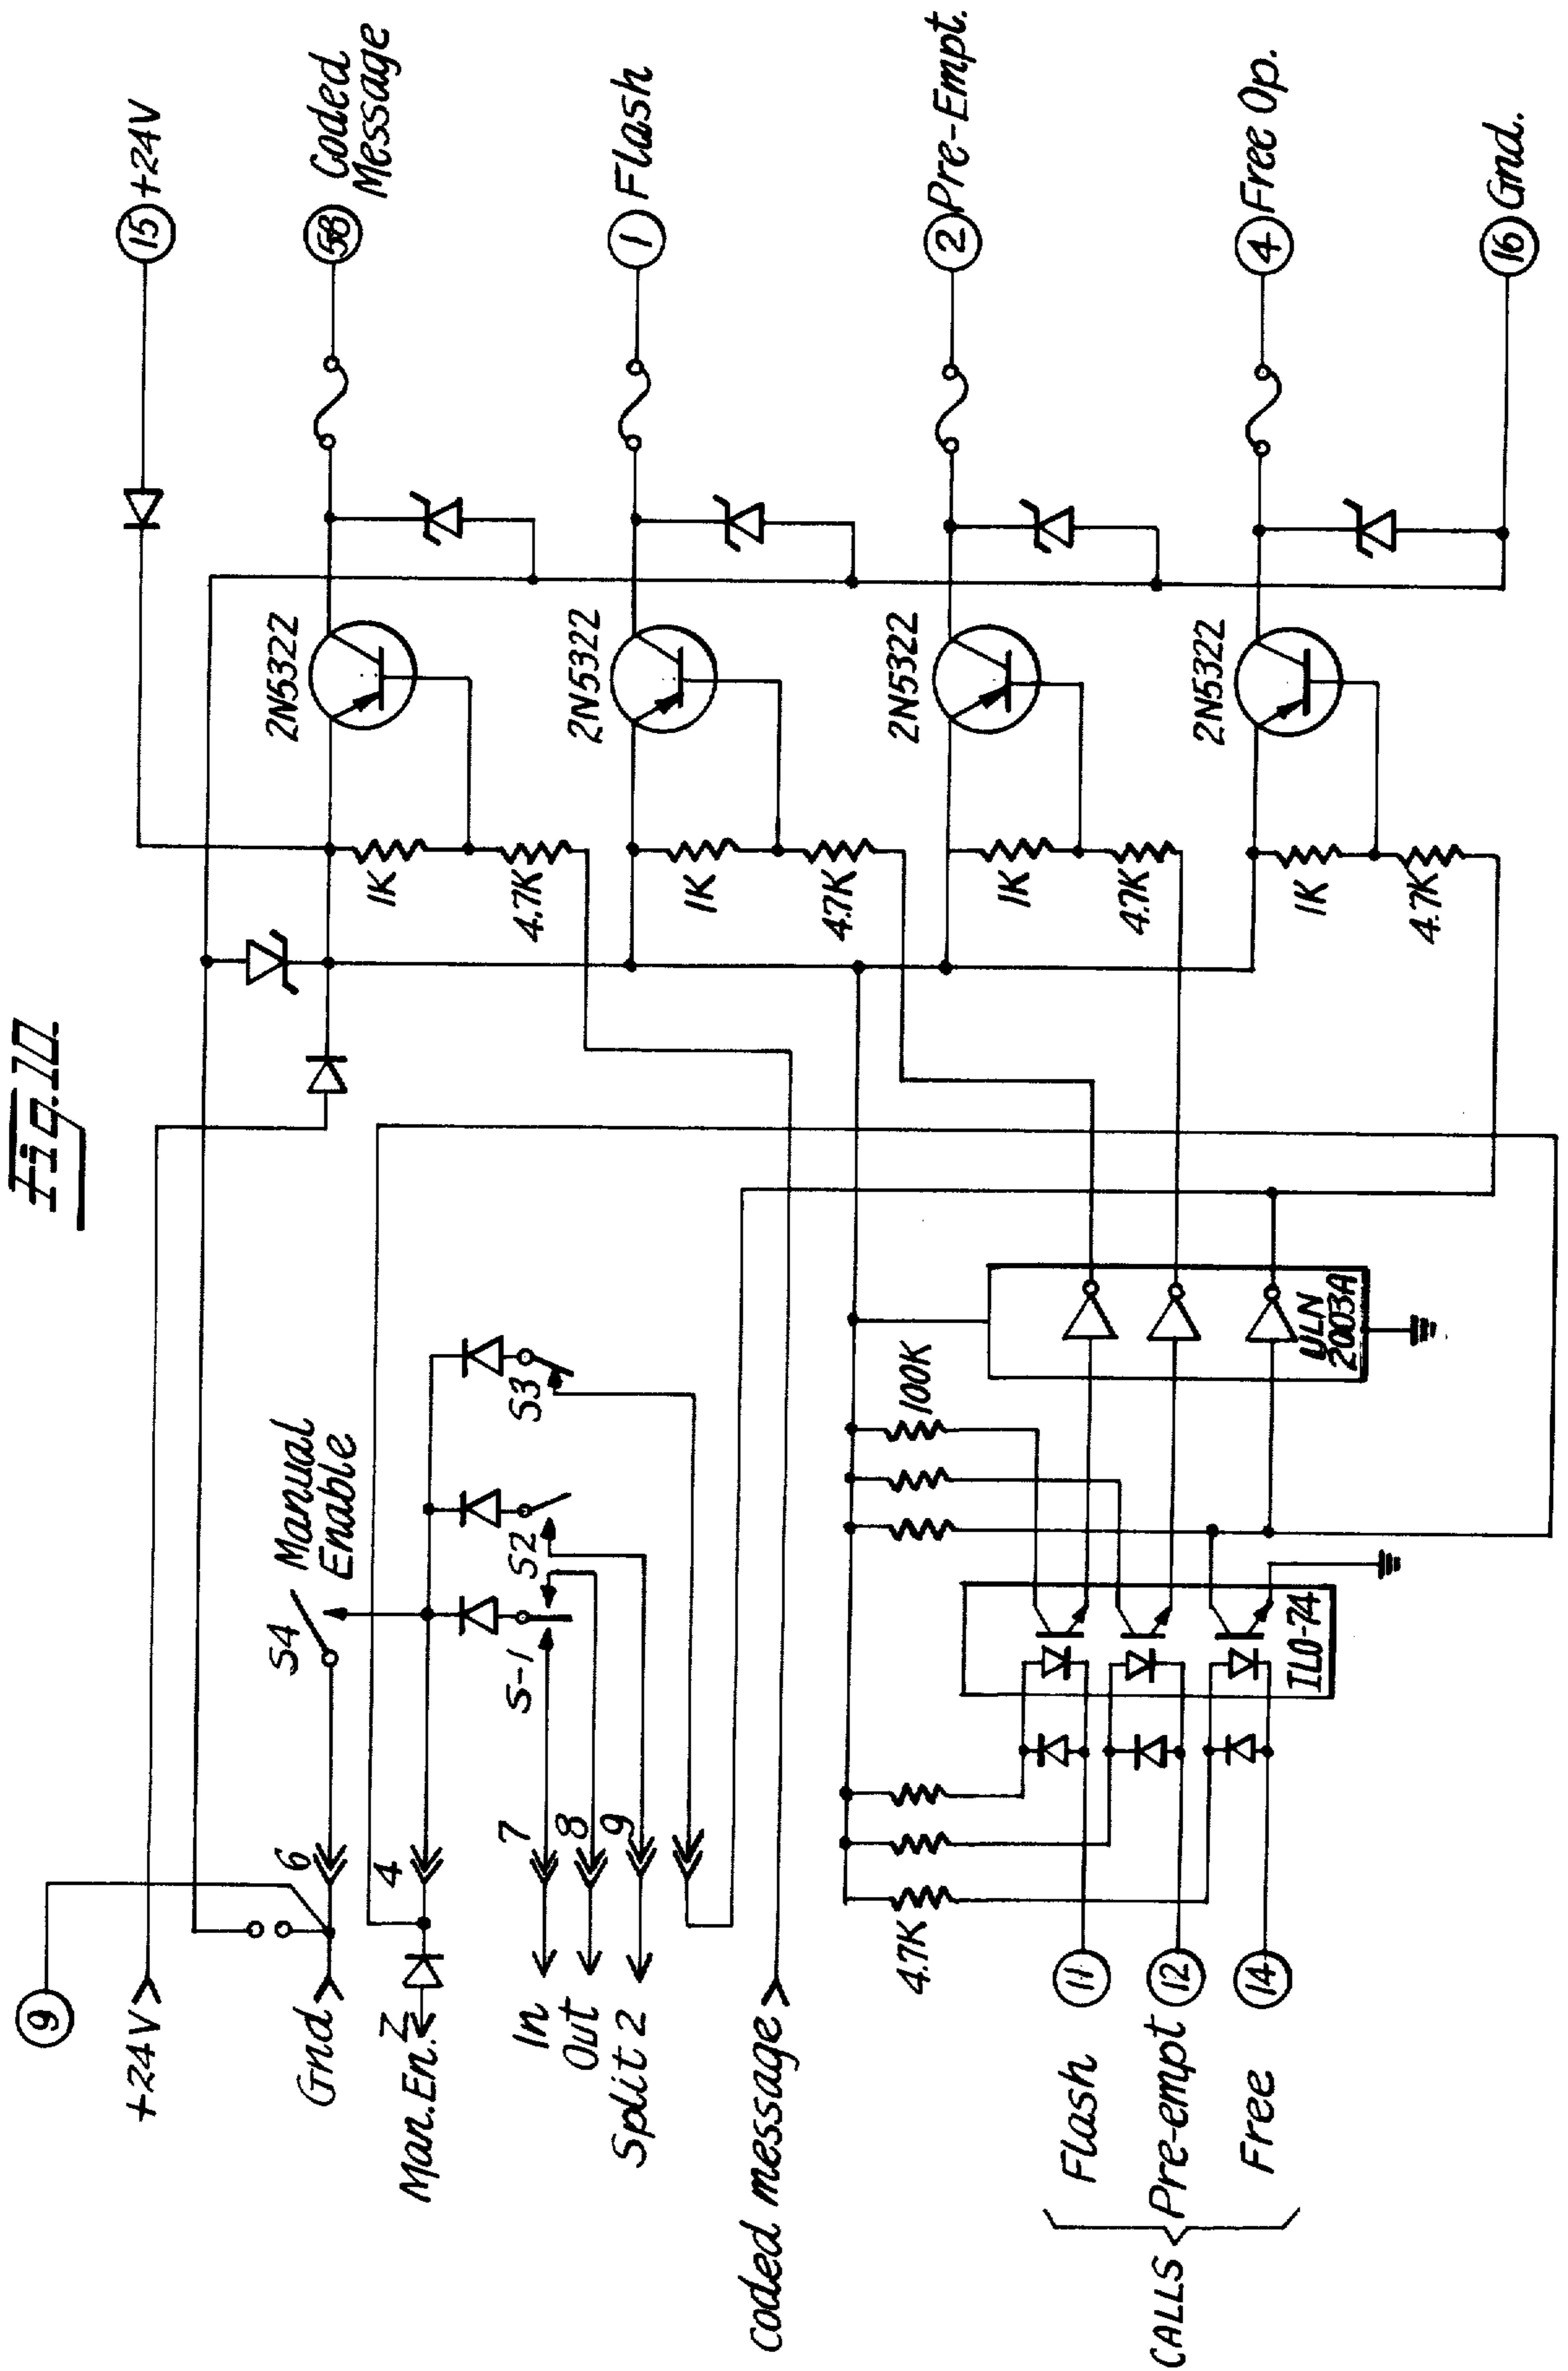 Fig.10.
15 +24V
5B Coded
Message
1 Flash
2 Pre-Empt.
4 Free Op.
16 Gnd.
2N5322
2N5322
2N5322
2N5322
1K
4.7K
1K
4.7K
1K
4.7K
1K
4.7K
9
+24V
Gnd
Man.En.
6
4
S4
Manual
Enable
S-1
S2
S3
7
8
9
In
Out
Split 2
Coded message
100K
ULN
2003A
ILQ-74
4.7K
CALLS
Flash 11
Pre-empt 12
Free 14